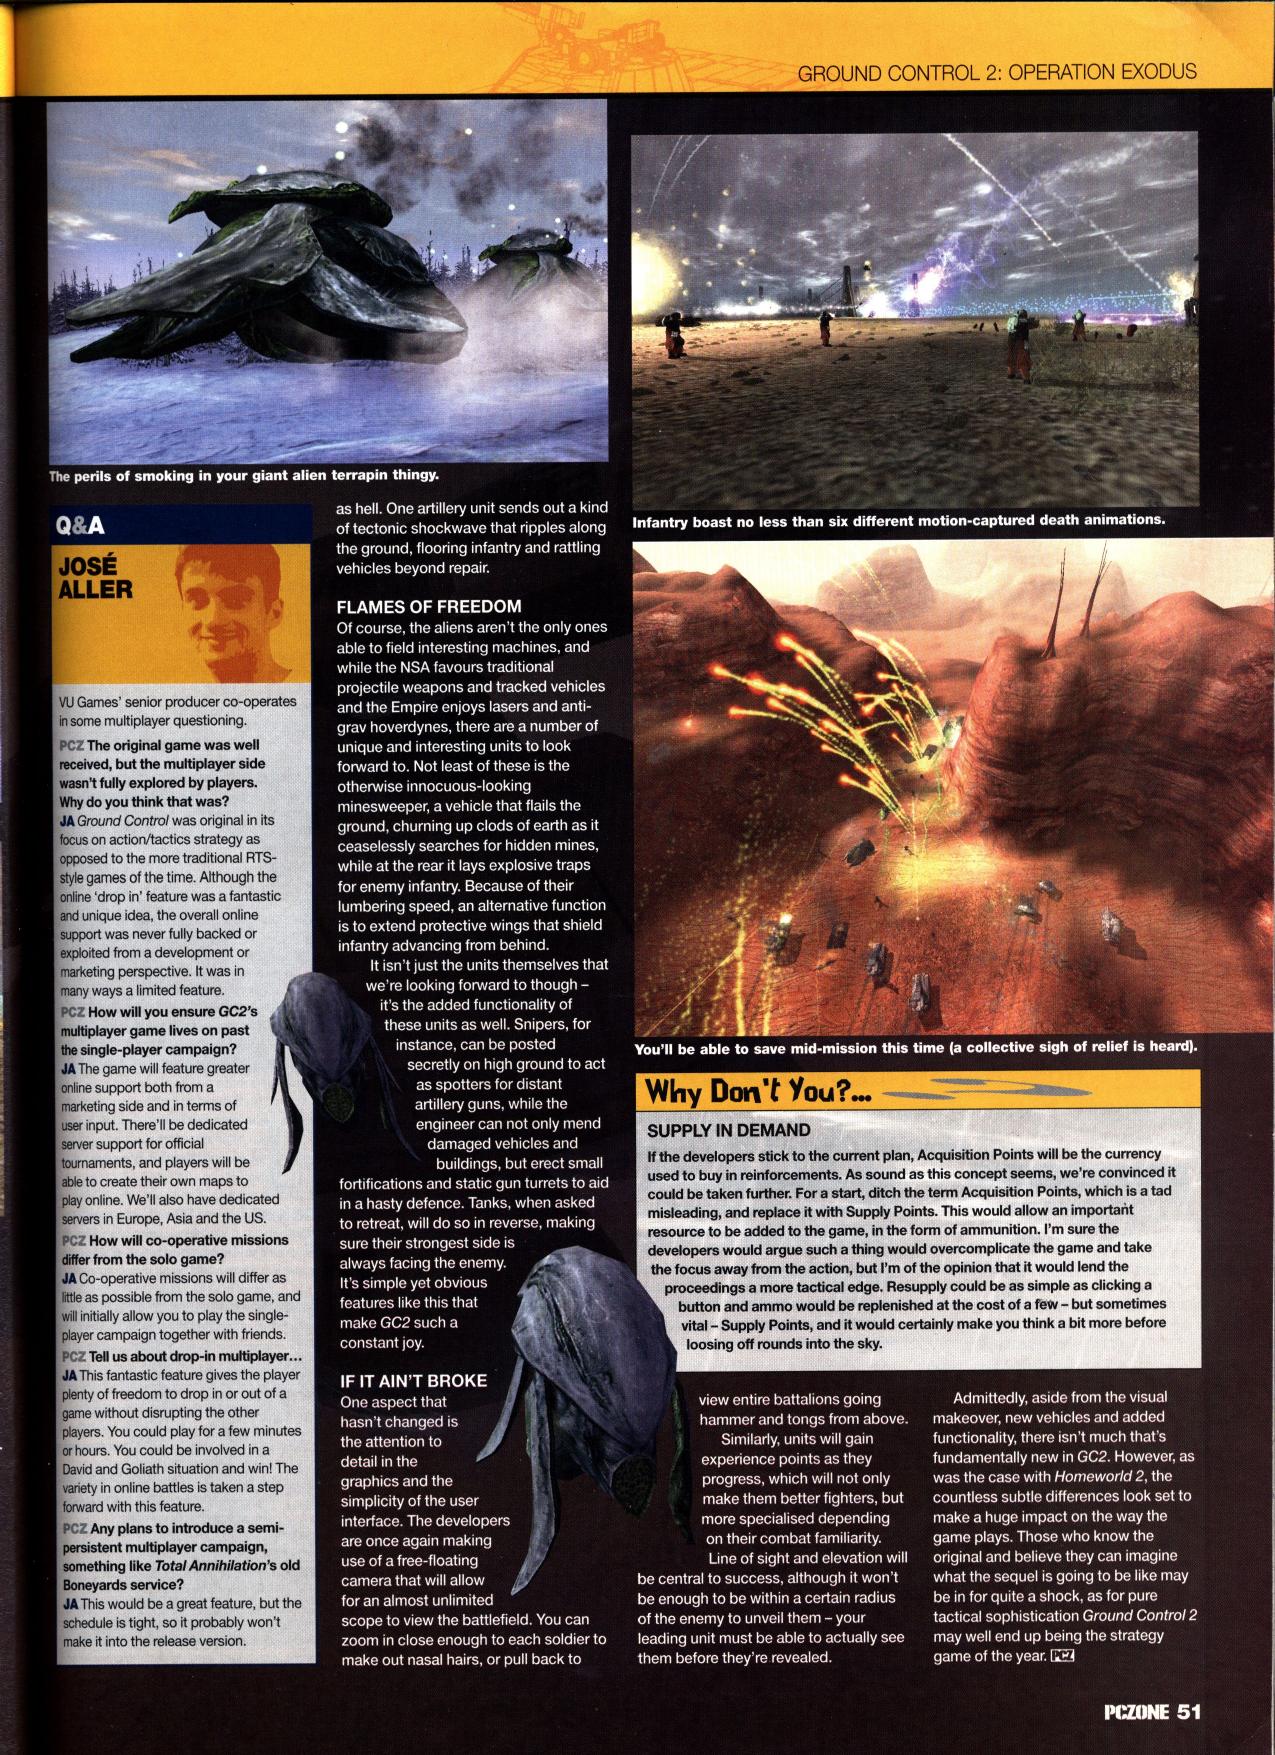 GROUND CONTROL 2: OPERATION EXODUS
The perils of smoking in your giant alien terrapin thingy.
Infantry boast no less than six different motion-captured death animations.
Q&A
JOSÉ
ALLER
VU Games' senior producer co-operates
in some multiplayer questioning.
PCZ The original game was well
received, but the multiplayer side
wasn't fully explored by players.
Why do you think that was?
JA Ground Control was original in its
focus on action/tactics strategy as
opposed to the more traditional RTS-
style games of the time. Although the
online 'drop in' feature was a fantastic
and unique idea, the overall online
support was never fully backed or
exploited from a development or
marketing perspective. It was in
many ways a limited feature.
PCZ How will you ensure GC2's
multiplayer game lives on past
the single-player campaign?
JA The game will feature greater
online support both from a
marketing side and in terms of
user input. There'll be dedicated
server support for official
tournaments, and players will be
able to create their own maps to
play online. We'll also have dedicated
servers in Europe, Asia and the US.
PCZ How will co-operative missions
differ from the solo game?
JA Co-operative missions will differ as
little as possible from the solo game, and
will initially allow you to play the single-
player campaign together with friends.
PCZ Tell us about drop-in multiplayer...
JA This fantastic feature gives the player
plenty of freedom to drop in or out of a
game without disrupting the other
players. You could play for a few minutes
or hours. You could be involved in a
David and Goliath situation and win! The
variety in online battles is taken a step
forward with this feature.
PCZ Any plans to introduce a semi-
persistent multiplayer campaign,
something like Total Annihilation's old
Boneyards service?
JA This would be a great feature, but the
schedule is tight, so it probably won't
make it into the release version.
as hell. One artillery unit sends out a kind
of tectonic shockwave that ripples along
the ground, flooring infantry and rattling
vehicles beyond repair.
FLAMES OF FREEDOM
Of course, the aliens aren't the only ones
able to field interesting machines, and
while the NSA favours traditional
projectile weapons and tracked vehicles
and the Empire enjoys lasers and anti-
grav hoverdynes, there are a number of
unique and interesting units to look
forward to. Not least of these is the
otherwise innocuous-looking
minesweeper, a vehicle that flails the
ground, churning up clods of earth as it
ceaselessly searches for hidden mines,
while at the rear it lays explosive traps
for enemy infantry. Because of their
lumbering speed, an alternative function
is to extend protective wings that shield
infantry advancing from behind.
It isn't just the units themselves that
we're looking forward to though –
it's the added functionality of
these units as well. Snipers, for
instance, can be posted
secretly on high ground to act
as spotters for distant
artillery guns, while the
engineer can not only mend
damaged vehicles and
buildings, but erect small
fortifications and static gun turrets to aid
in a hasty defence. Tanks, when asked
to retreat, will do so in reverse, making
sure their strongest side is
always facing the enemy.
It's simple yet obvious
features like this that
make GC2 such a
constant joy.
IF IT AIN'T BROKE
One aspect that
hasn't changed is
the attention to
detail in the
graphics and the
simplicity of the user
interface. The developers
are once again making
use of a free-floating
camera that will allow
for an almost unlimited
scope to view the battlefield. You can
zoom in close enough to each soldier to
make out nasal hairs, or pull back to
You'll be able to save mid-mission this time (a collective sigh of relief is heard).
Why Don't You?...
SUPPLY IN DEMAND
If the developers stick to the current plan, Acquisition Points will be the currency
used to buy in reinforcements. As sound as this concept seems, we're convinced it
could be taken further. For a start, ditch the term Acquisition Points, which is a tad
misleading, and replace it with Supply Points. This would allow an important
resource to be added to the game, in the form of ammunition. I'm sure the
developers would argue such a thing would overcomplicate the game and take
the focus away from the action, but I'm of the opinion that it would lend the
proceedings a more tactical edge. Resupply could be as simple as clicking a
button and ammo would be replenished at the cost of a few – but sometimes
vital – Supply Points, and it would certainly make you think a bit more before
loosing off rounds into the sky.
view entire battalions going
hammer and tongs from above.
Similarly, units will gain
experience points as they
progress, which will not only
make them better fighters, but
more specialised depending
on their combat familiarity.
Line of sight and elevation will
be central to success, although it won't
be enough to be within a certain radius
of the enemy to unveil them – your
leading unit must be able to actually see
them before they're revealed.
Admittedly, aside from the visual
makeover, new vehicles and added
functionality, there isn't much that's
fundamentally new in GC2. However, as
was the case with Homeworld 2, the
countless subtle differences look set to
make a huge impact on the way the
game plays. Those who know the
original and believe they can imagine
what the sequel is going to be like may
be in for quite a shock, as for pure
tactical sophistication Ground Control 2
may well end up being the strategy
game of the year. PCZ
PCZONE 51